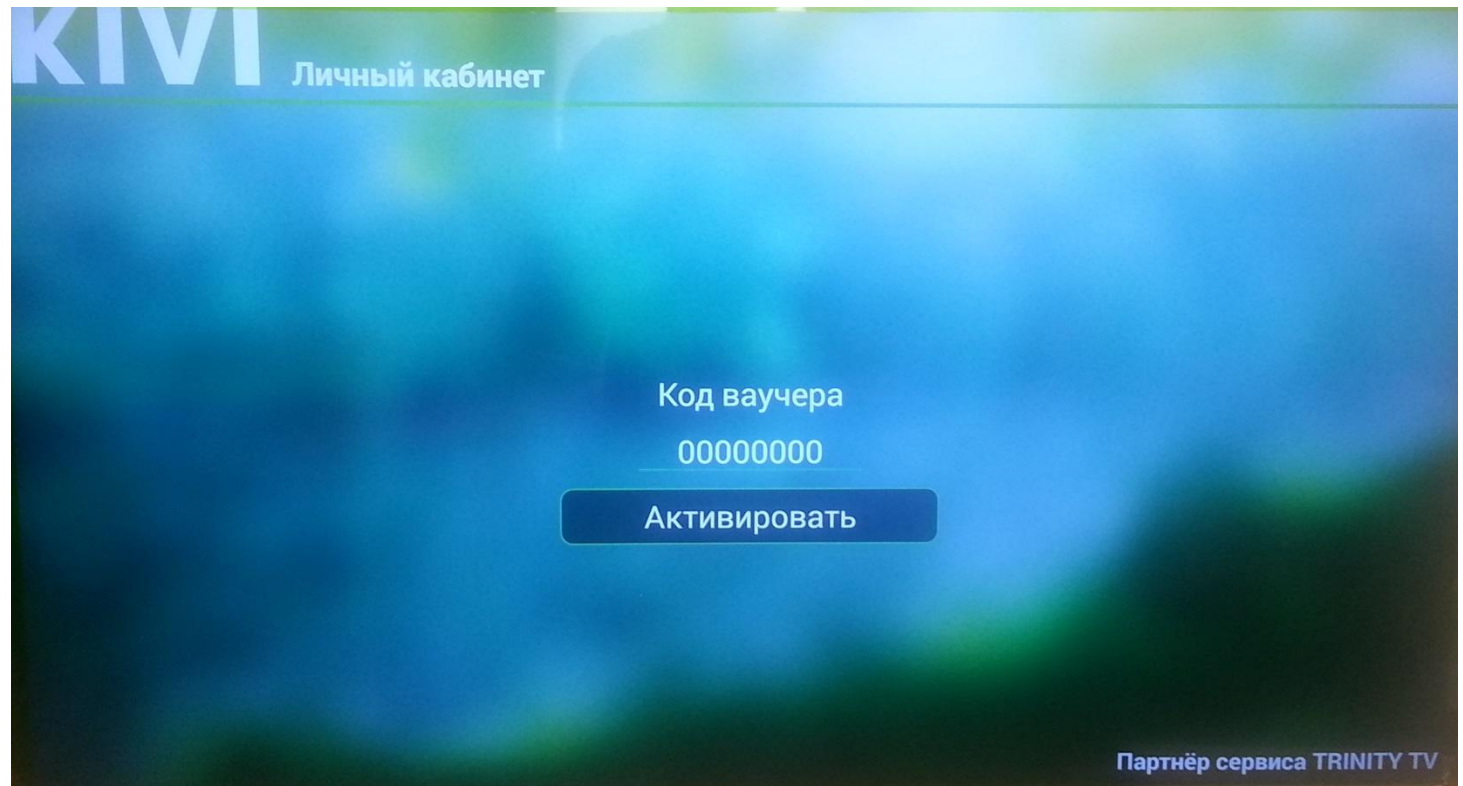 KIVI
Личный кабинет
Код ваучера
00000000
Активировать
Партнёр сервиса TRINITY TV